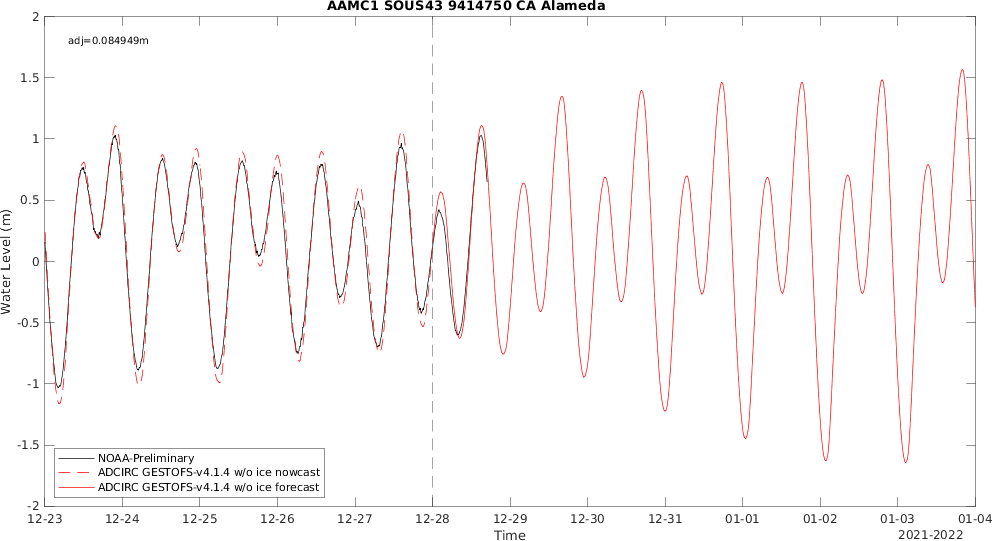 AAMC1 SOUS43 9414750 CA Alameda
adj=0.084949m
2
1.5
1
0.5
0
-0.5
-1
-1.5
-2
Water Level (m)
NOAA-Preliminary
ADCIRC GESTOFS-v4.1.4 w/o ice nowcast
ADCIRC GESTOFS-v4.1.4 w/o ice forecast
12-23 12-24 12-25 12-26 12-27 12-28 12-29 12-30 12-31 01-01 01-02 01-03 01-04
Time
2021-2022